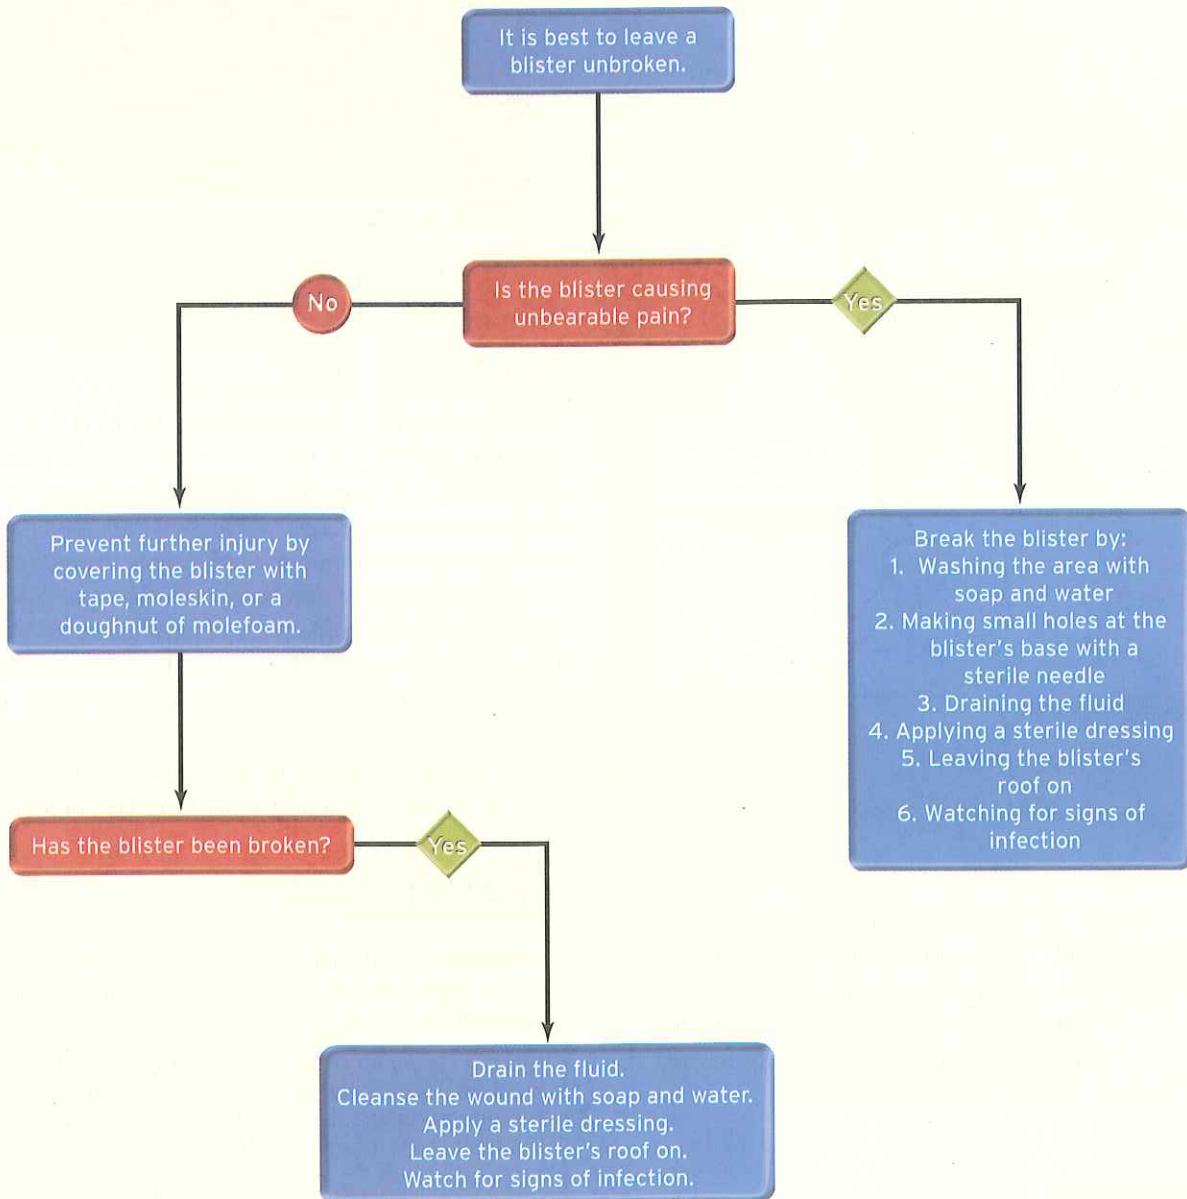 It is best to leave a
blister unbroken.
Is the blister causing
unbearable pain?
No
Yes
Prevent further injury by
covering the blister with
tape, moleskin, or a
doughnut of molefoam.
Break the blister by:
1. Washing the area with
soap and water
2. Making small holes at the
blister's base with a
sterile needle
3. Draining the fluid
4. Applying a sterile dressing
5. Leaving the blister's
roof on
6. Watching for signs of
infection
Has the blister been broken?
Yes
Drain the fluid.
Cleanse the wound with soap and water.
Apply a sterile dressing.
Leave the blister's roof on.
Watch for signs of infection.